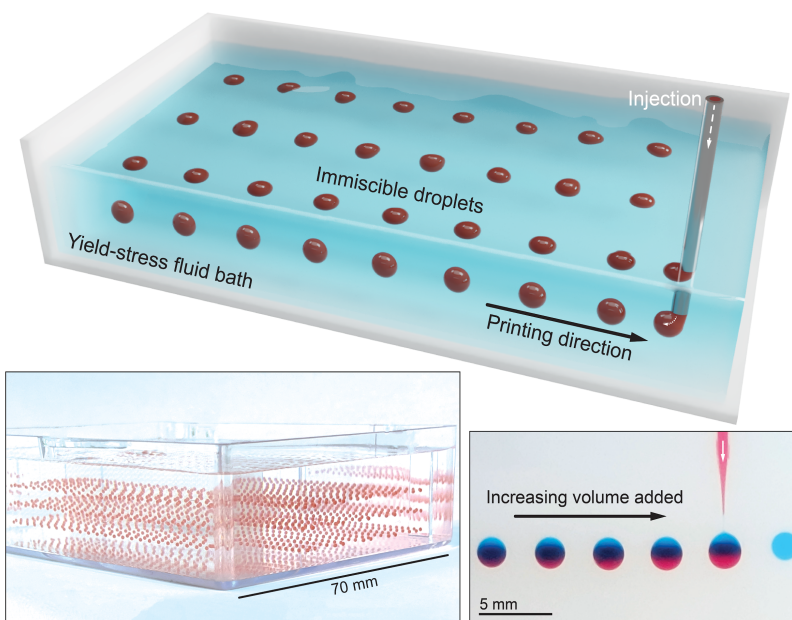 Injection
Immiscible droplets
Yield-stress fluid bath
Printing direction
70 mm
Increasing volume added
5 mm